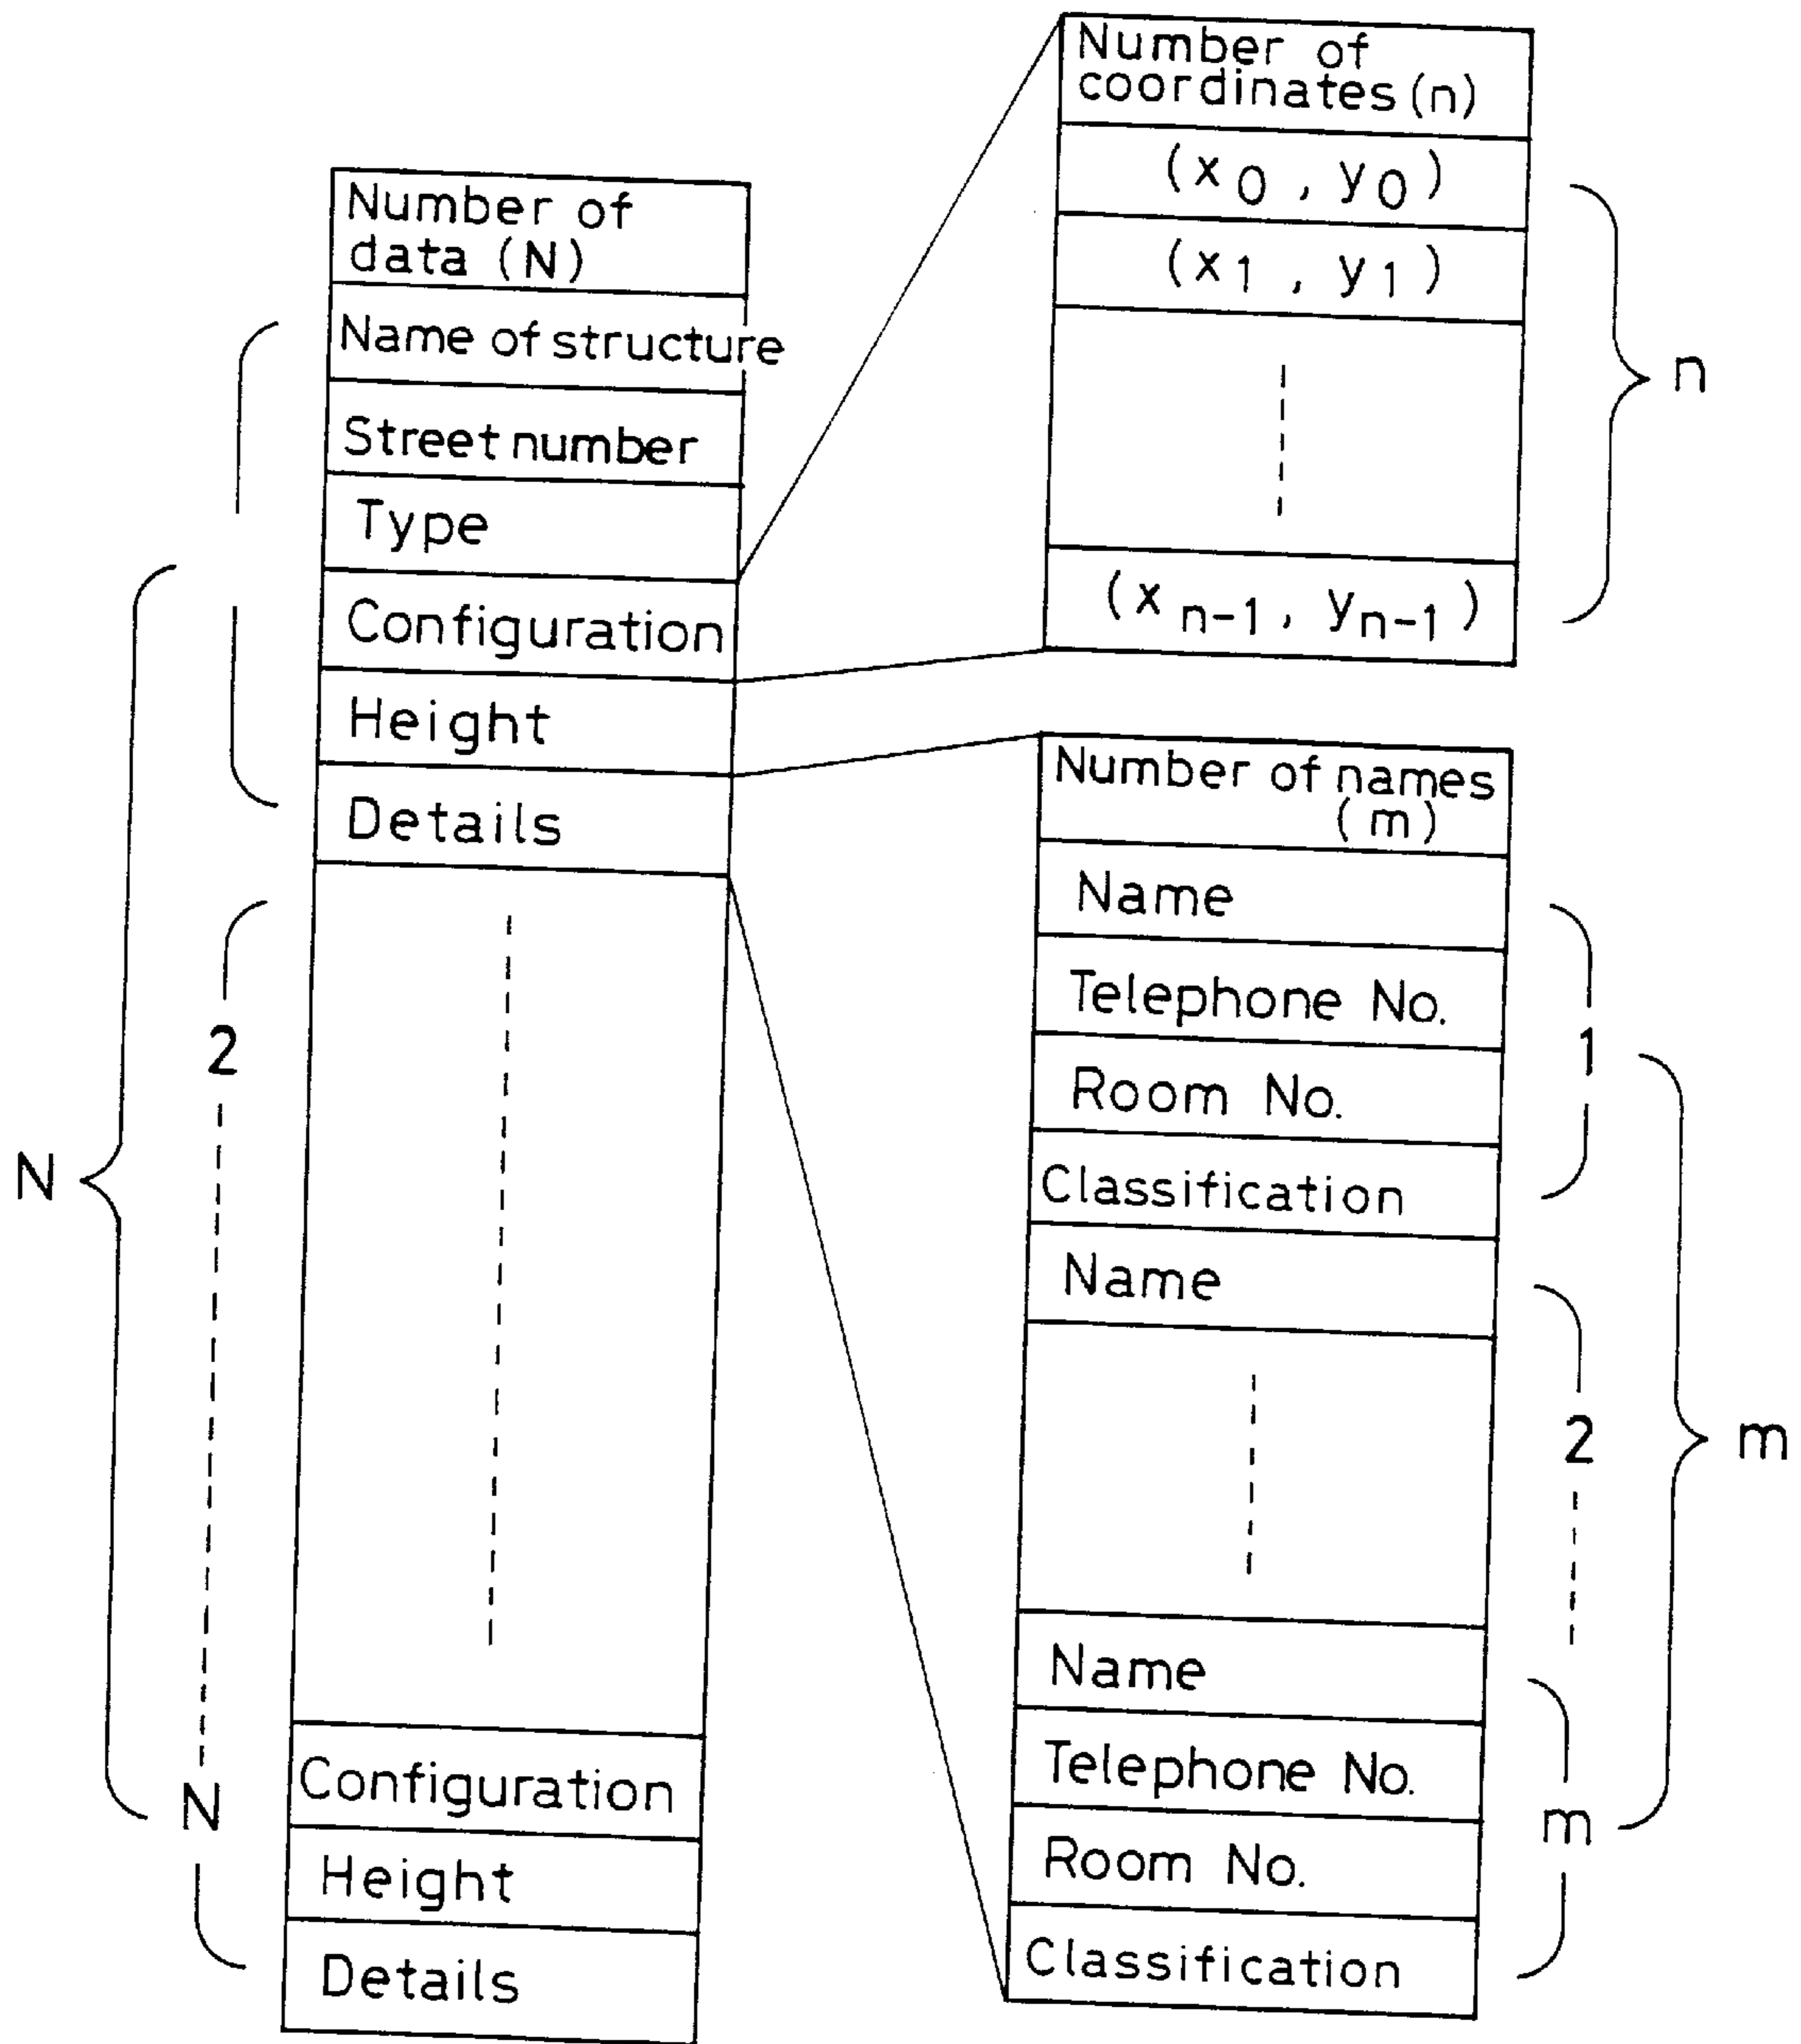 Number of
data (N)
Name of structure
Street number
Type
Configuration
Height
Details
Configuration
Height
Details
2
N
N
Number of
coordinates (n)
(x0, y0)
(x1, y1)
(xn-1, yn-1)
n
Number of names
(m)
Name
Telephone No.
Room No.
Classification
Name
Name
Telephone No.
Room No.
Classification
1
2
m
m